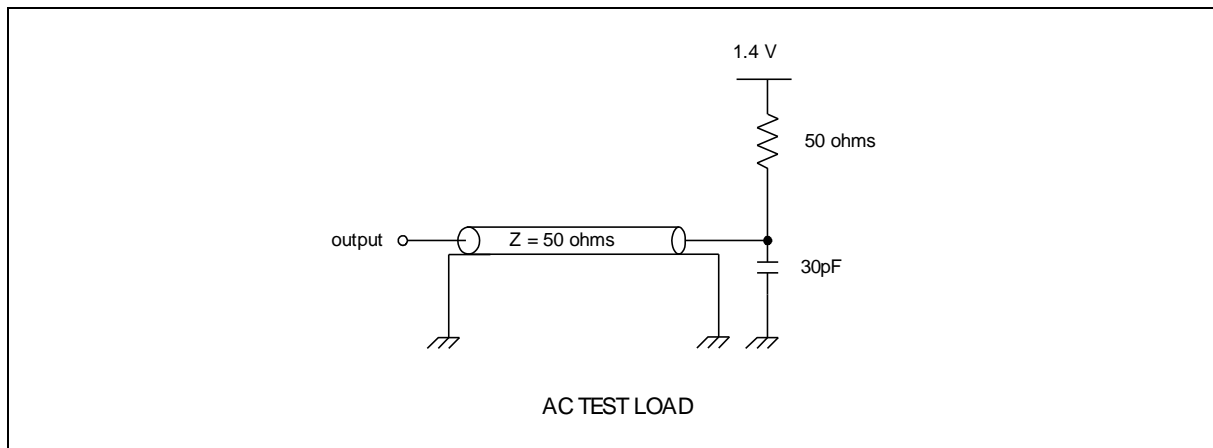 1.4 V
50 ohms
output
Z = 50 ohms
30pF
AC TEST LOAD